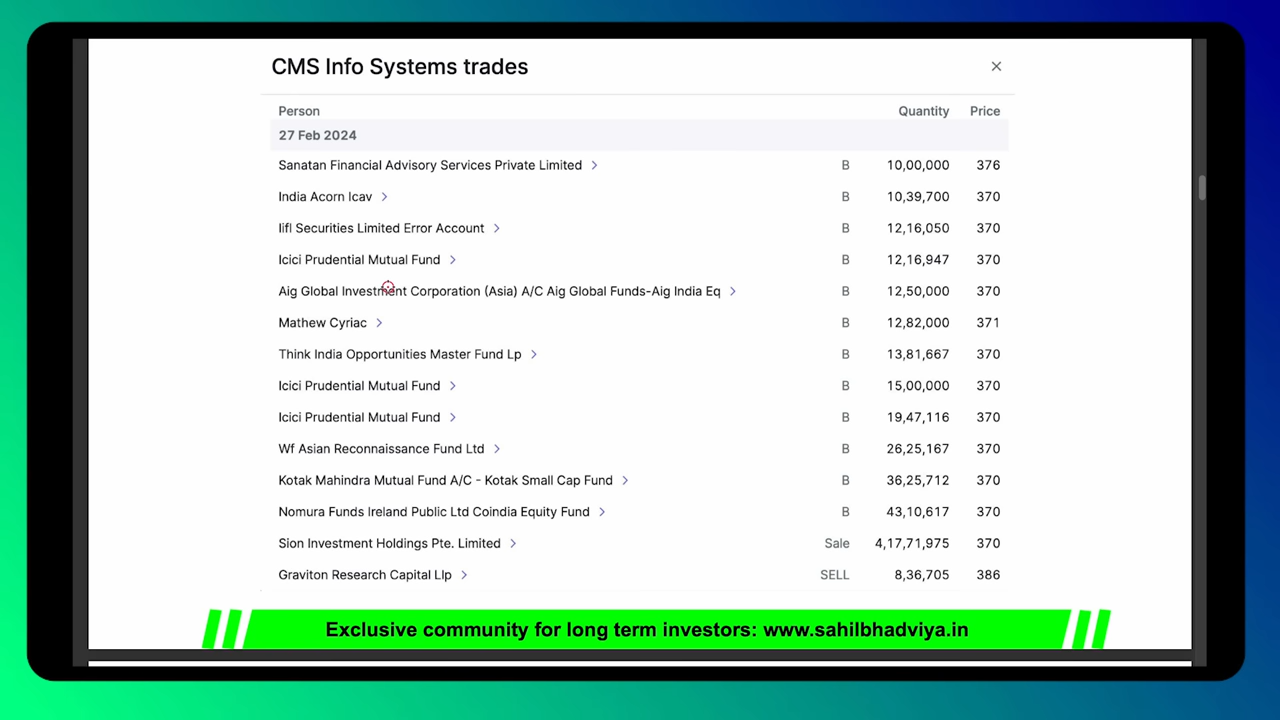 CMS Info Systems trades
Person Quantity Price
27 Feb 2024
Sanatan Financial Advisory Services Private Limited B 10,00,000 376
India Acorn Icav B 10,39,700 370
Iifl Securities Limited Error Account B 12,16,050 370
Icici Prudential Mutual Fund B 12,16,947 370
Aig Global Investment Corporation (Asia) A/C Aig Global Funds-Aig India Eq B 12,50,000 370
Mathew Cyriac B 12,82,000 371
Think India Opportunities Master Fund Lp B 13,81,667 370
Icici Prudential Mutual Fund B 15,00,000 370
Icici Prudential Mutual Fund B 19,47,116 370
Wf Asian Reconnaissance Fund Ltd B 26,25,167 370
Kotak Mahindra Mutual Fund A/C - Kotak Small Cap Fund B 36,25,712 370
Nomura Funds Ireland Public Ltd Coindia Equity Fund B 43,10,617 370
Sion Investment Holdings Pte. Limited Sale 4,17,71,975 370
Graviton Research Capital Llp SELL 8,36,705 386
Exclusive community for long term investors: www.sahilbhadviya.in